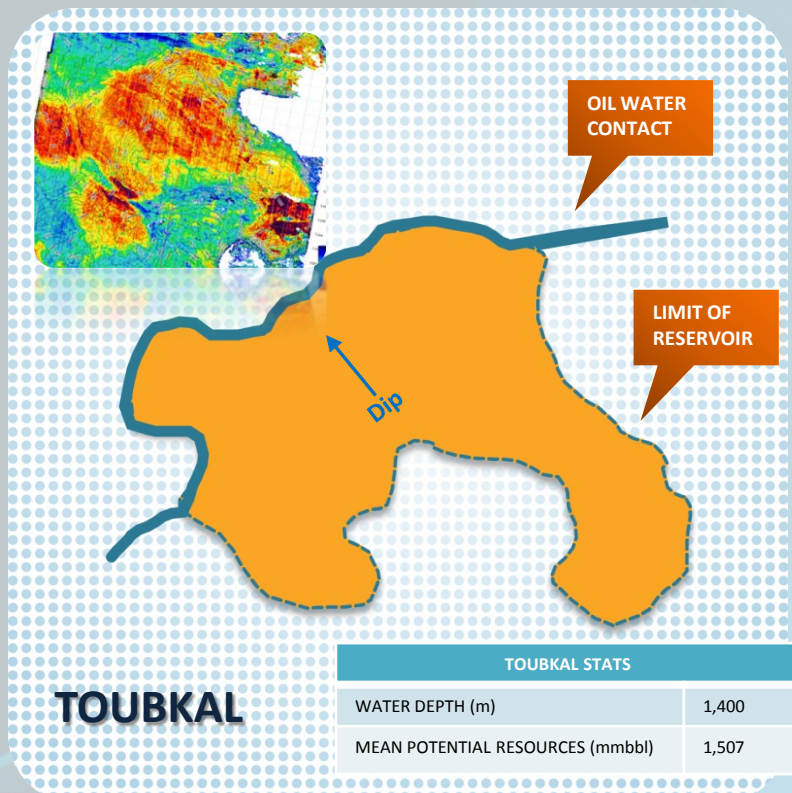 OIL WATER
CONTACT
LIMIT OF
RESERVOIR
Dip
TOUBKAL
TOUBKAL STATS
WATER DEPTH (m) 1,400
MEAN POTENTIAL RESOURCES (mmbbl) 1,507